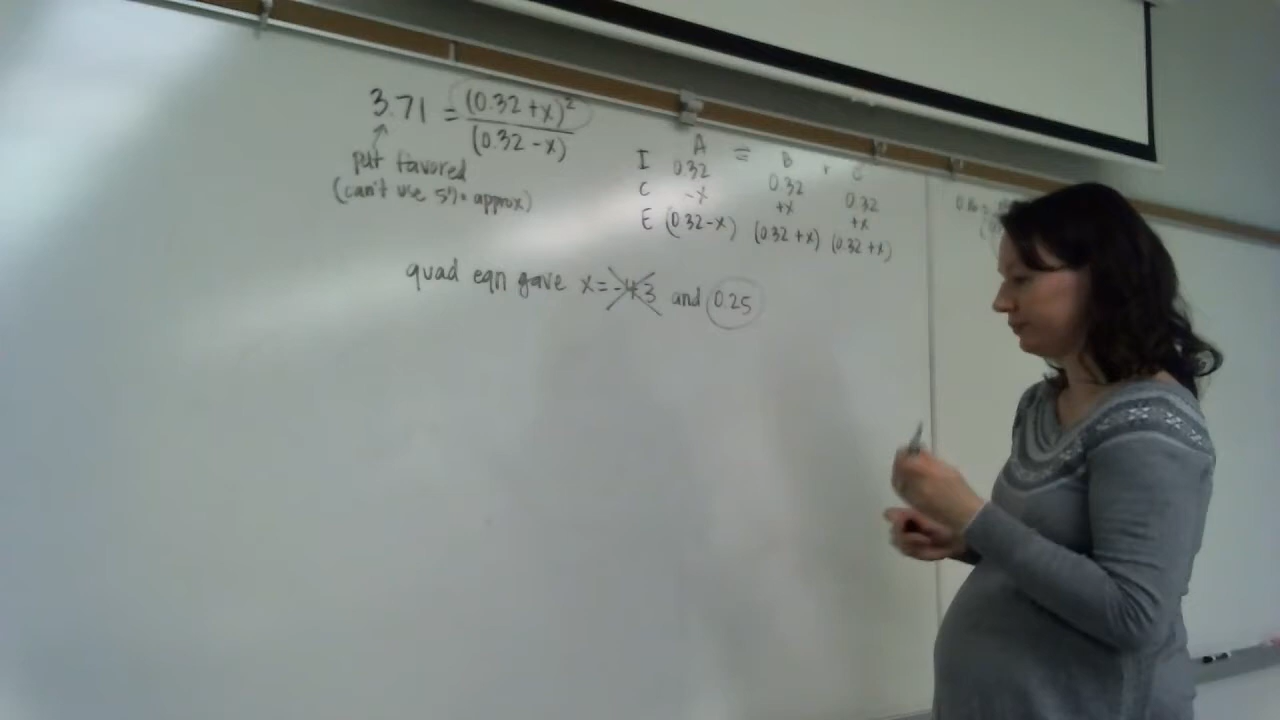 3.71 = (0.32 + x)²
(0.32 - x)
put favored
(can't use 5% approx)
A = B + C
I 0.32 0.32 0.32
C -x +x +x
E (0.32-x) (0.32+x) (0.32+x)
quad eqn gave x = -4.3 and 0.25